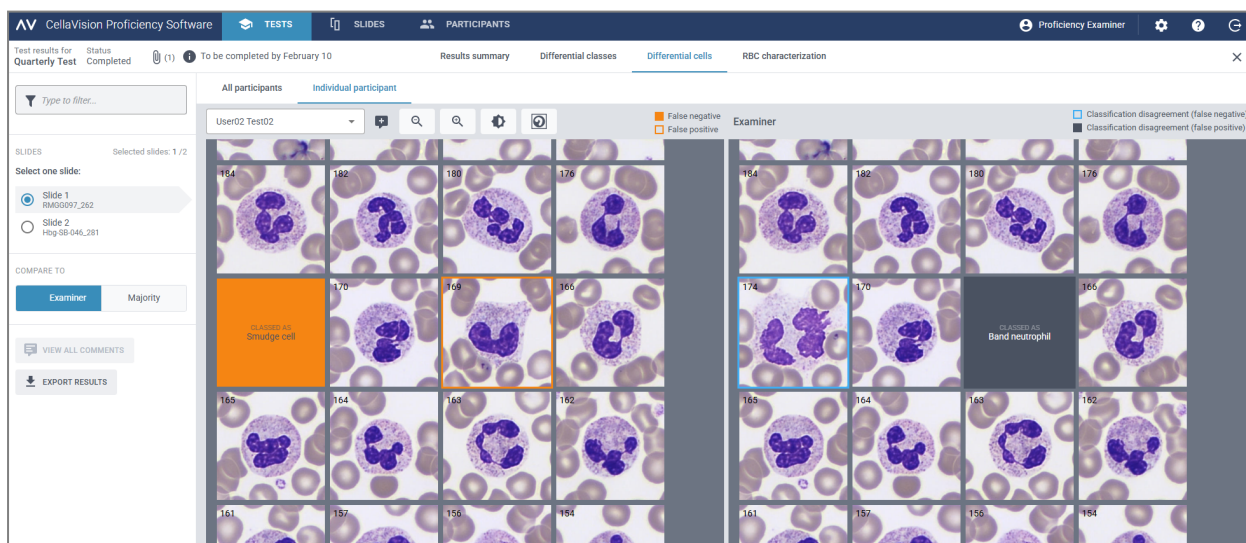 CellaVision Proficiency Software
TESTS
SLIDES
PARTICIPANTS
Proficiency Examiner
Test results for
Quarterly Test
Status
Completed
(1)
To be completed by February 10
Results summary
Differential classes
Differential cells
RBC characterization
Type to filter...
SLIDES
Selected slides: 1 /2
Select one slide:
Slide 1
RMGG097_262
Slide 2
Hbg-SB-046_281
COMPARE TO
Examiner
Majority
VIEW ALL COMMENTS
EXPORT RESULTS
All participants
Individual participant
User02 Test02
False negative
False positive
Examiner
Classification disagreement (false negative)
Classification disagreement (false positive)
184
182
180
176
184
182
180
176
CLASSED AS
Smudge cell
170
169
166
174
170
CLASSED AS
Band neutrophil
166
165
164
163
162
165
164
163
162
161
157
156
154
161
157
156
154